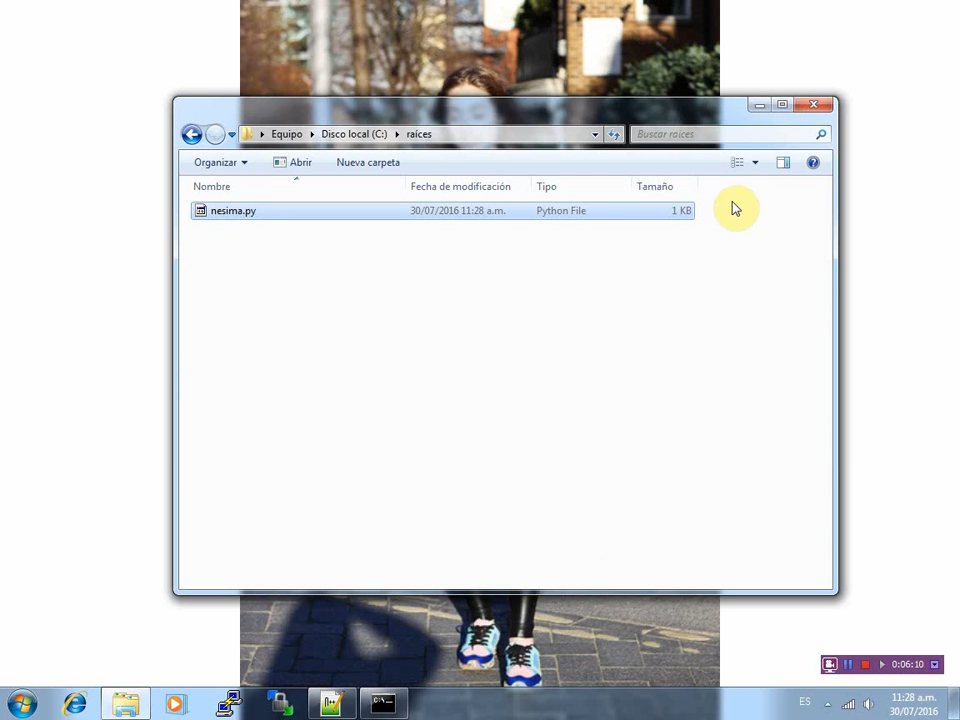 Equipo Disco local (C:) raíces
Buscar raíces
Organizar Abrir Nueva carpeta
Nombre Fecha de modificación Tipo Tamaño
nesima.py 30/07/2016 11:28 a.m. Python File 1 KB
0:06:10
ES
11:28 a.m.
30/07/2016